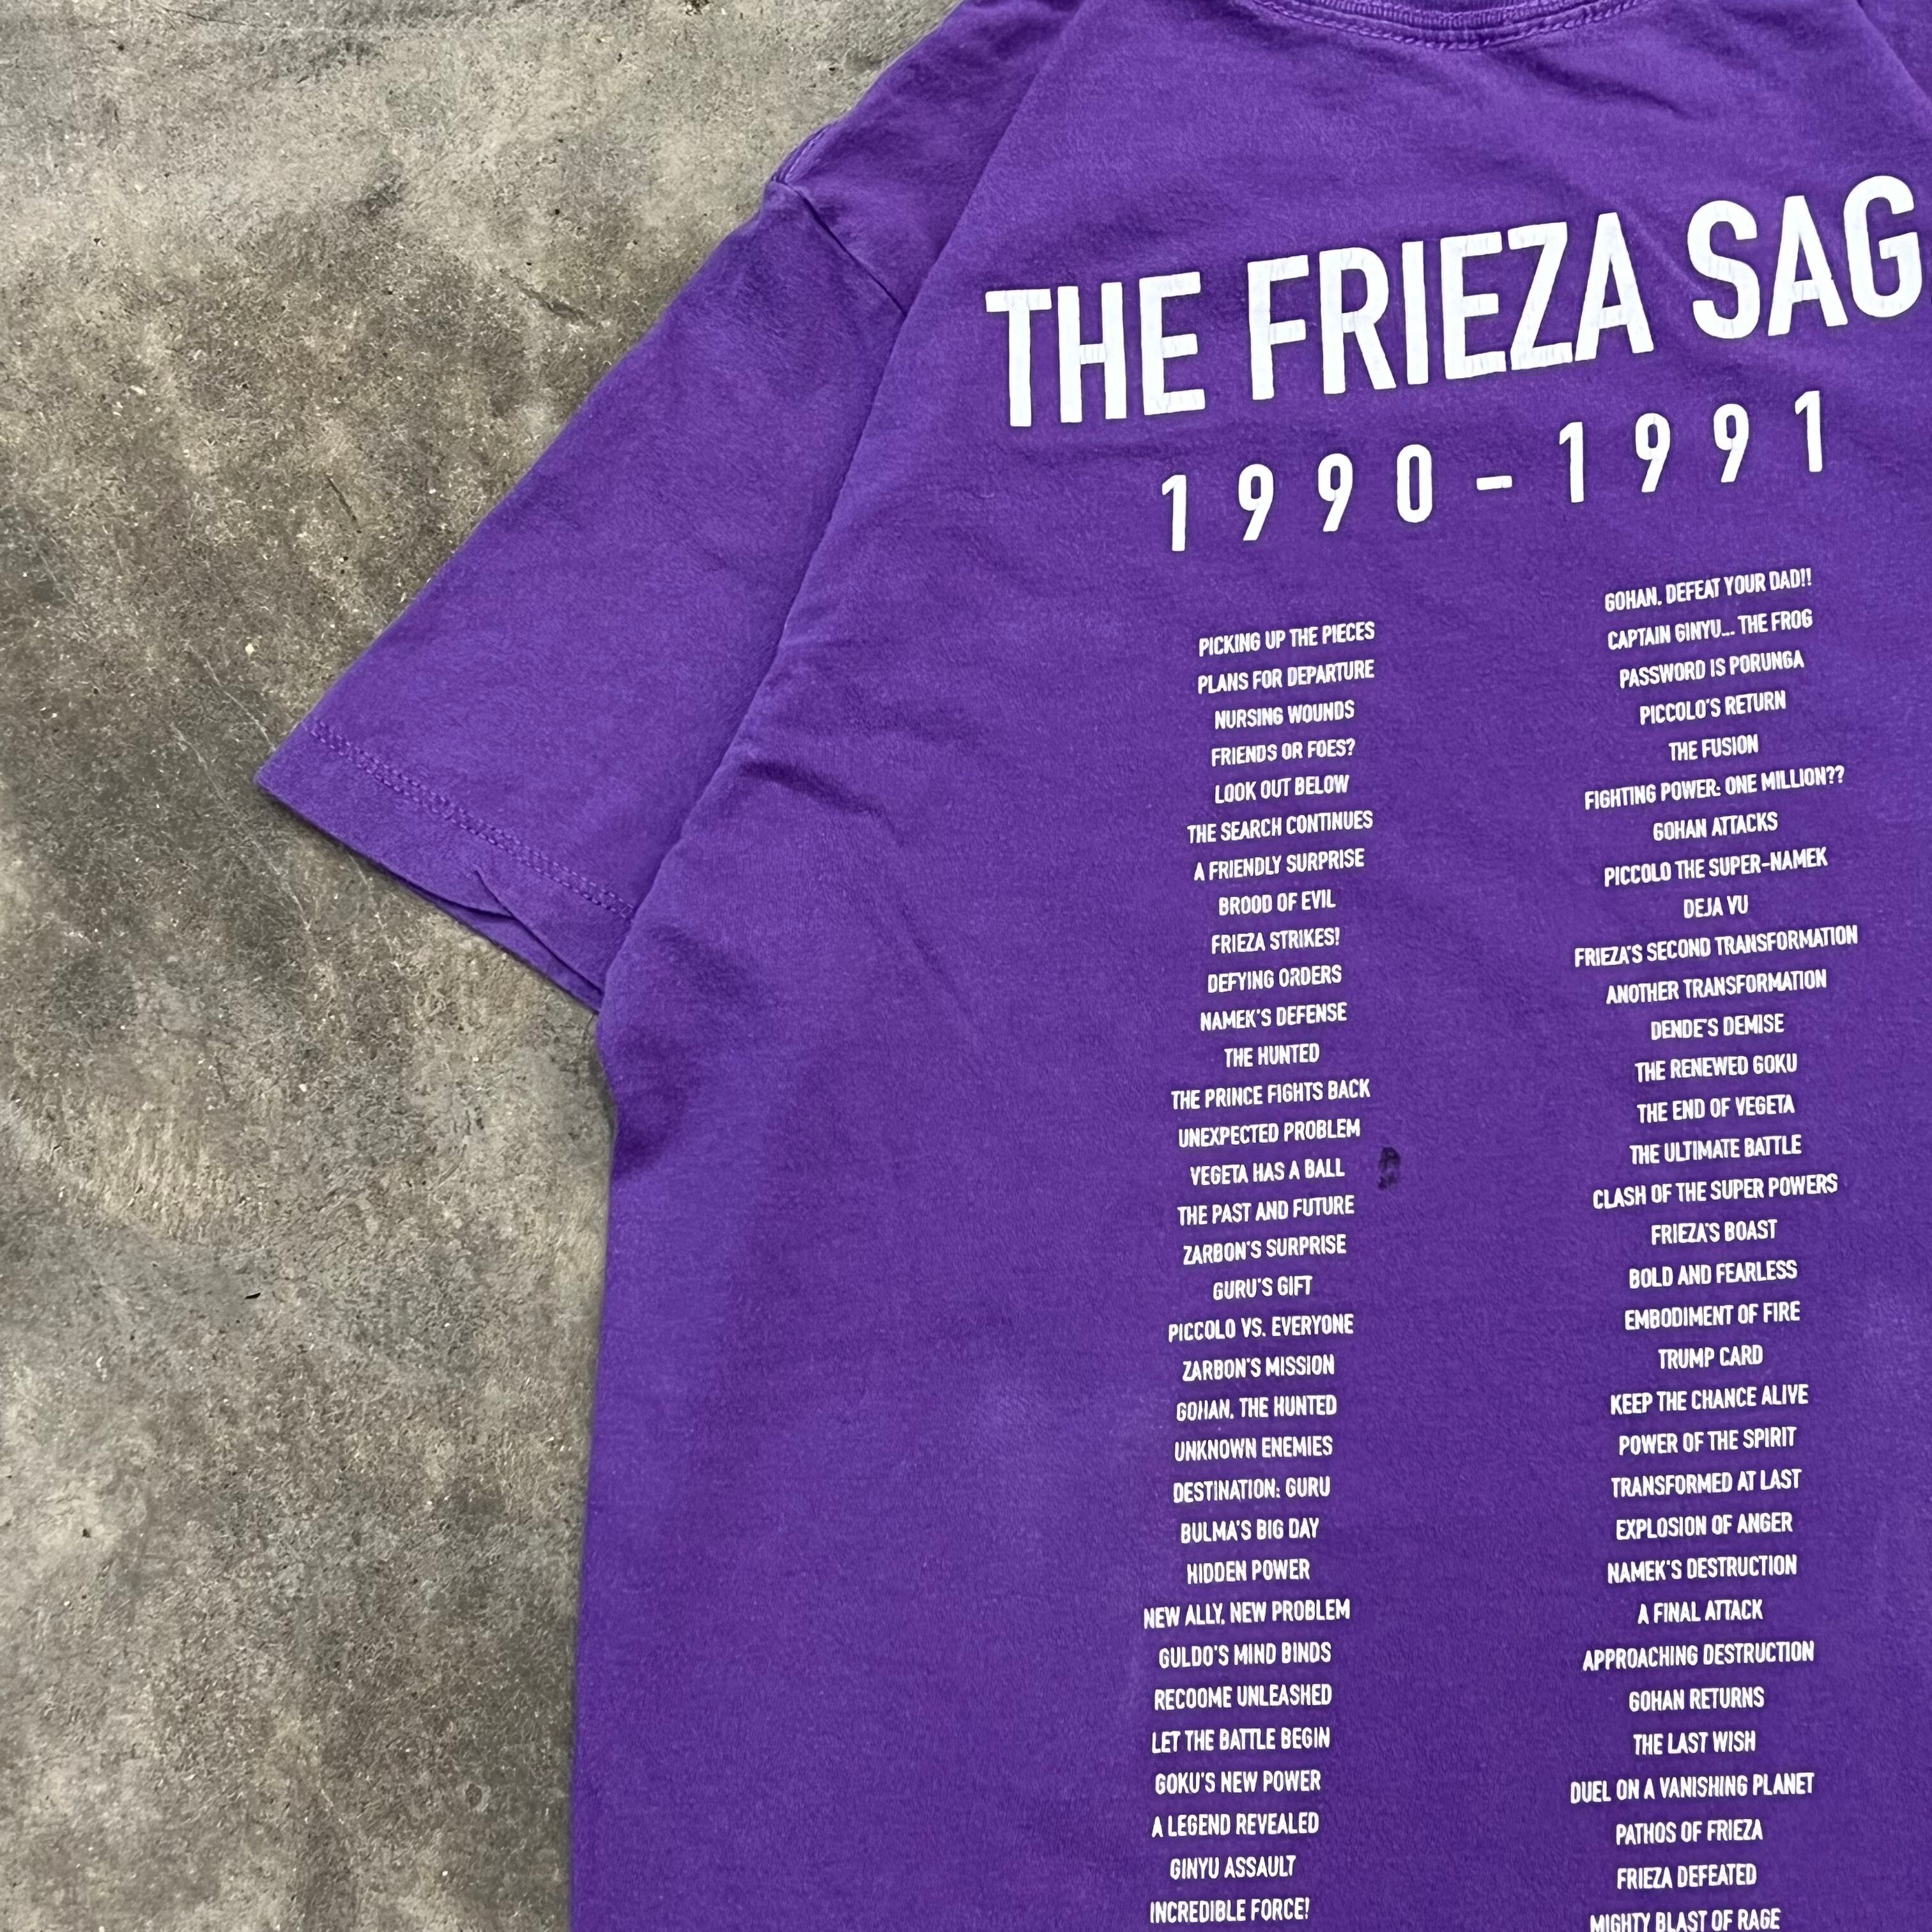 THE FRIEZA SAG
1990-1991
PICKING UP THE PIECES
PLANS FOR DEPARTURE
NURSING WOUNDS
FRIENDS OR FOES?
LOOK OUT BELOW
THE SEARCH CONTINUES
A FRIENDLY SURPRISE
BROOD OF EVIL
FRIEZA STRIKES!
DEFYING ORDERS
NAMEK'S DEFENSE
THE HUNTED
THE PRINCE FIGHTS BACK
UNEXPECTED PROBLEM
VEGETA HAS A BALL
THE PAST AND FUTURE
ZARBON'S SURPRISE
GURU'S GIFT
PICCOLO VS. EVERYONE
ZARBON'S MISSION
GOHAN, THE HUNTED
UNKNOWN ENEMIES
DESTINATION: GURU
BULMA'S BIG DAY
HIDDEN POWER
NEW ALLY, NEW PROBLEM
GULDO'S MIND BINDS
RECOOME UNLEASHED
LET THE BATTLE BEGIN
GOKU'S NEW POWER
A LEGEND REVEALED
GINYU ASSAULT
INCREDIBLE FORCE!
GOHAN, DEFEAT YOUR DAD!!
CAPTAIN GINYU... THE FROG
PASSWORD IS PORUNGA
PICCOLO'S RETURN
THE FUSION
FIGHTING POWER: ONE MILLION??
GOHAN ATTACKS
PICCOLO THE SUPER-NAMEK
DEJA VU
FRIEZA'S SECOND TRANSFORMATION
ANOTHER TRANSFORMATION
DENDE'S DEMISE
THE RENEWED GOKU
THE END OF VEGETA
THE ULTIMATE BATTLE
CLASH OF THE SUPER POWERS
FRIEZA'S BOAST
BOLD AND FEARLESS
EMBODIMENT OF FIRE
TRUMP CARD
KEEP THE CHANCE ALIVE
POWER OF THE SPIRIT
TRANSFORMED AT LAST
EXPLOSION OF ANGER
NAMEK'S DESTRUCTION
A FINAL ATTACK
APPROACHING DESTRUCTION
GOHAN RETURNS
THE LAST WISH
DUEL ON A VANISHING PLANET
PATHOS OF FRIEZA
FRIEZA DEFEATED
MIGHTY BLAST OF RAGE